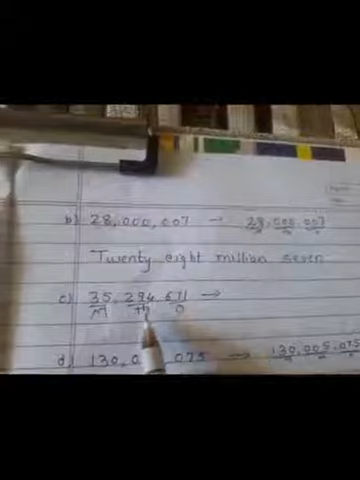 b) 28,000,007 → 28,000,007
Twenty eight million seven
c) 35,294,671 →
M Th O
d) 130,0 075 → 130,005,075